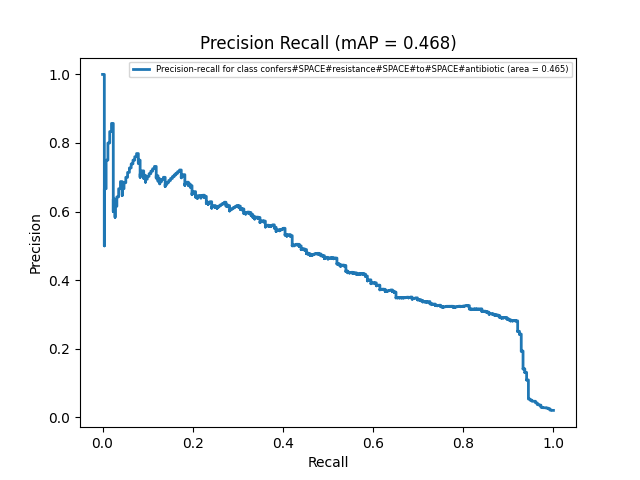 Precision Recall (mAP = 0.468)
Precision-recall for class confers#SPACE#resistance#SPACE#to#SPACE#antibiotic (area = 0.465)
1.0
0.8
0.6
0.4
0.2
0.0
Precision
0.0 0.2 0.4 0.6 0.8 1.0
Recall